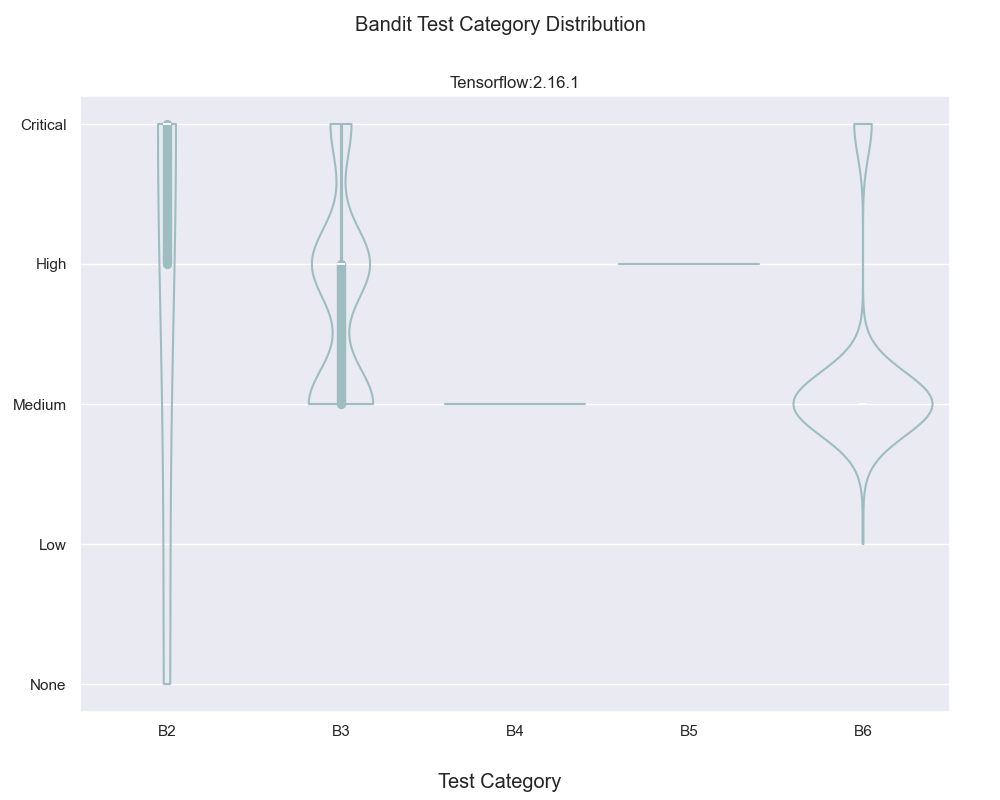 Bandit Test Category Distribution
Tensorflow:2.16.1
Critical
High
Medium
Low
None
B2 B3 B4 B5 B6
Test Category